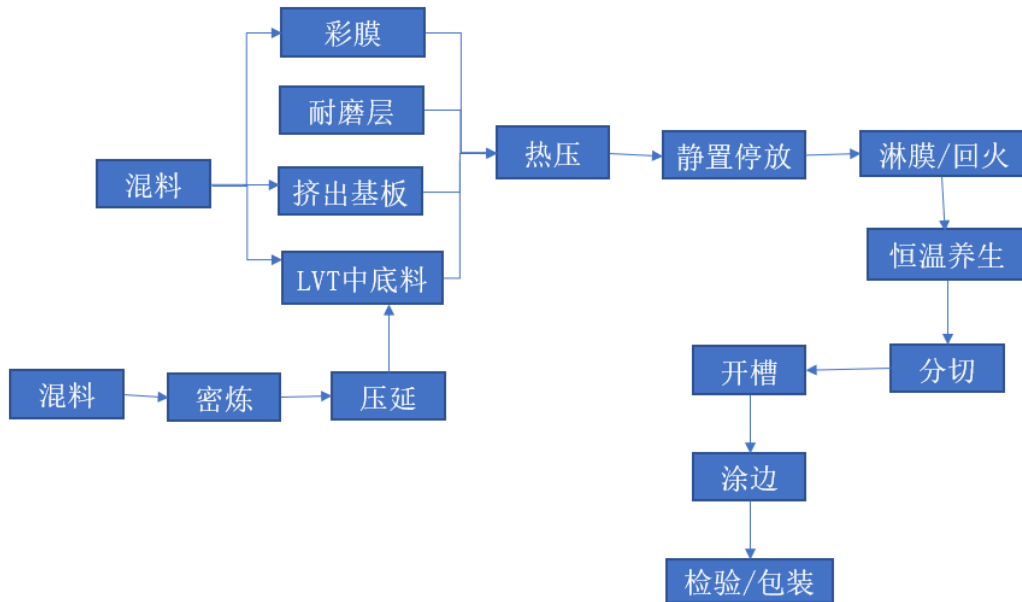 彩膜
耐磨层
混料
挤出基板
LVT中底料
热压
静置停放
淋膜/回火
恒温养生
混料
密炼
压延
开槽
分切
涂边
检验/包装